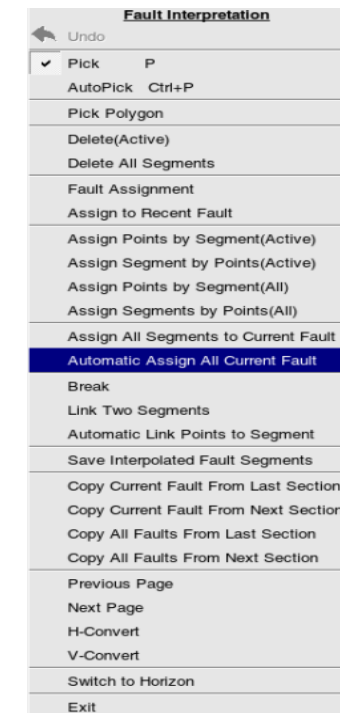 Fault Interpretation
Undo
Pick P
AutoPick Ctrl+P
Pick Polygon
Delete(Active)
Delete All Segments
Fault Assignment
Assign to Recent Fault
Assign Points by Segment(Active)
Assign Segment by Points(Active)
Assign Points by Segment(All)
Assign Segments by Points(All)
Assign All Segments to Current Fault
Automatic Assign All Current Fault
Break
Link Two Segments
Automatic Link Points to Segment
Save Interpolated Fault Segments
Copy Current Fault From Last Section
Copy Current Fault From Next Section
Copy All Faults From Last Section
Copy All Faults From Next Section
Previous Page
Next Page
H-Convert
V-Convert
Switch to Horizon
Exit